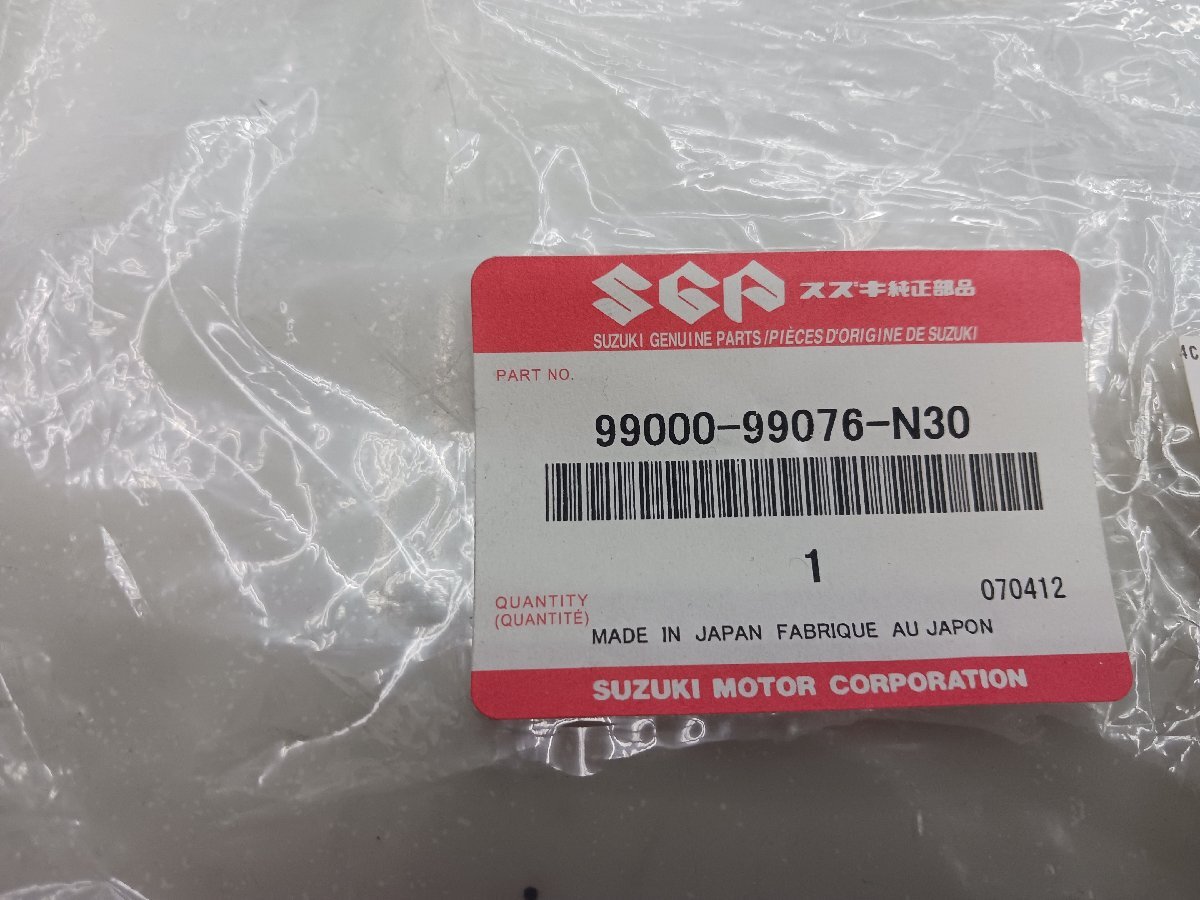 SGP スズキ純正部品
SUZUKI GENUINE PARTS/PIÈCES D'ORIGINE DE SUZUKI
PART NO.
99000-99076-N30
1
070412
QUANTITY
(QUANTITÉ)
MADE IN JAPAN FABRIQUE AU JAPON
SUZUKI MOTOR CORPORATION
4C